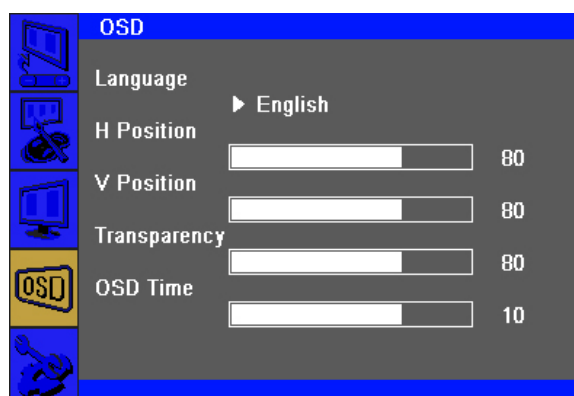 OSD
Language
English
H Position
80
V Position
80
Transparency
80
OSD
OSD Time
10